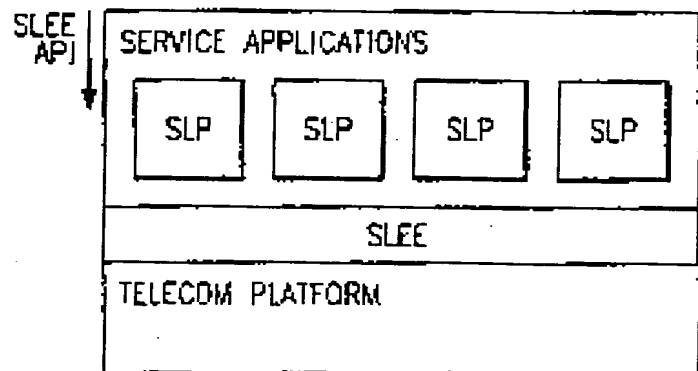 SLEE
API
SERVICE APPLICATIONS
SLP SLP SLP SLP
SLEE
TELECOM PLATFORM